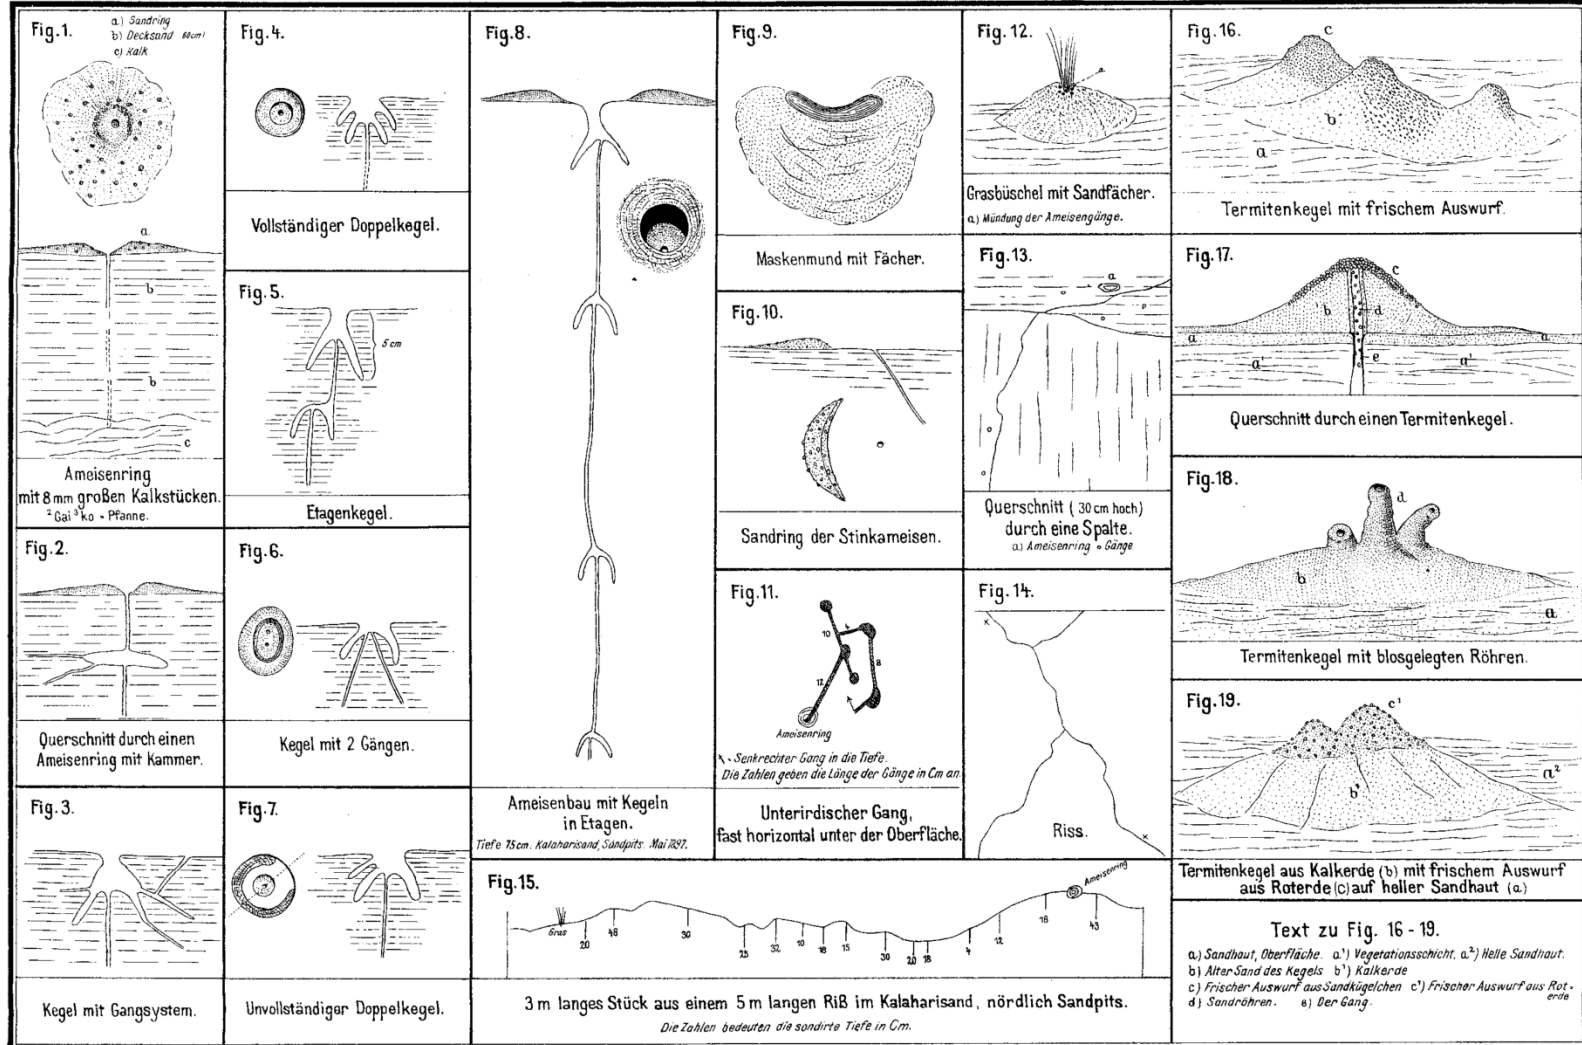 Fig.1.
a.) Sandring
b) Decksand 60cm)
c) Kalk
a.
b
b
c
Ameisenring
mit 8 mm großen Kalkstücken.
²Gai ³ko - Pfanne.
Fig.2.
Querschnitt durch einen
Ameisenring mit Kammer.
Fig.3.
Kegel mit Gangsystem.
Fig.4.
Vollständiger Doppelkegel.
Fig.5.
5 cm
Etagenkegel.
Fig.6.
Kegel mit 2 Gängen.
Fig.7.
Unvollständiger Doppelkegel.
Fig.8.
Ameisenbau mit Kegeln
in Etagen.
Tiefe 75cm. Kalaharisand, Sandpits. Mai 1897.
Fig.9.
Maskenmund mit Fächer.
Fig.10.
Sandring der Stinkameisen.
Fig.11.
10
4
8
12
Ameisenring
Senkrechter Gang in die Tiefe.
Die Zahlen geben die Länge der Gänge in Cm an.
Unterirdischer Gang,
fast horizontal unter der Oberfläche.
Fig.12.
a
Grasbüschel mit Sandfächer.
a) Mündung der Ameisengänge.
Fig.13.
a
Querschnitt (30 cm hoch)
durch eine Spalte.
a) Ameisenring o Gänge
Fig.14.
x
x
Riss.
Fig.15.
Gras
Ameisenring
20 48 30 25 32 10 18 15 30 20 18 4 12 18 43
3 m langes Stück aus einem 5 m langen Riß im Kalaharisand, nördlich Sandpits.
Die Zahlen bedeuten die sondirte Tiefe in Cm.
Fig.16.
c
b
a
Termitenkegel mit frischem Auswurf.
Fig.17.
c
b
d
a
a
a¹
e
a¹
Querschnitt durch einen Termitenkegel.
Fig.18.
d
b
a
Termitenkegel mit blosgelegten Röhren.
Fig.19.
c¹
a²
b¹
Termitenkegel aus Kalkerde (b) mit frischem Auswurf
aus Roterde (c) auf heller Sandhaut (a)
Text zu Fig. 16 - 19.
a) Sandhaut, Oberfläche. a¹) Vegetationsschicht. a²) Helle Sandhaut.
b) Alter Sand des Kegels b¹) Kalkerde
c) Frischer Auswurf aus Sandkügelchen c¹) Frischer Auswurf aus Rot-
erde
d) Sandröhren. e) Der Gang.